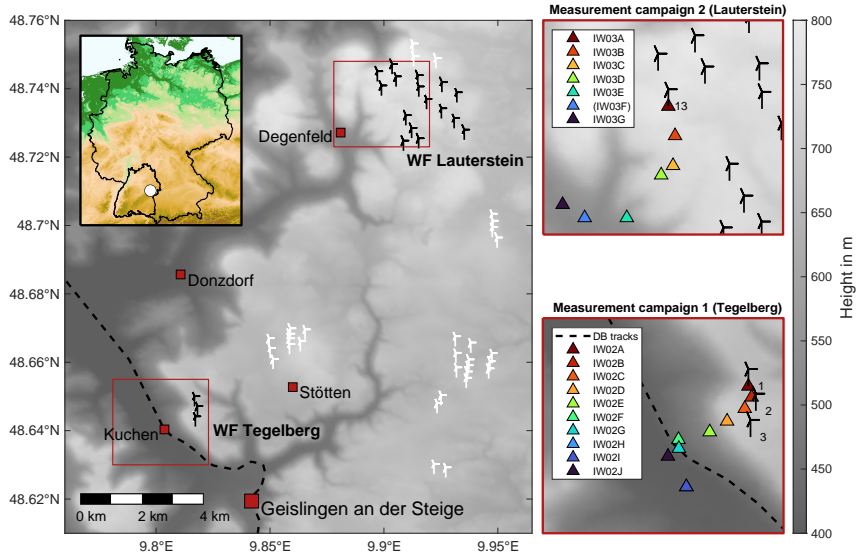 48.76°N
48.74°N
48.72°N
48.7°N
48.68°N
48.66°N
48.64°N
48.62°N
9.8°E
9.85°E
9.9°E
9.95°E
Degenfeld
WF Lauterstein
Donzdorf
Stötten
Kuchen
WF Tegelberg
Geislingen an der Steige
0 km
2 km
4 km
Measurement campaign 2 (Lauterstein)
IW03A
IW03B
IW03C
IW03D
IW03E
(IW03F)
IW03G
13
Measurement campaign 1 (Tegelberg)
DB tracks
IW02A
IW02B
IW02C
IW02D
IW02E
IW02F
IW02G
IW02H
IW02I
IW02J
1
2
3
800
750
700
650
600
550
500
450
400
Height in m